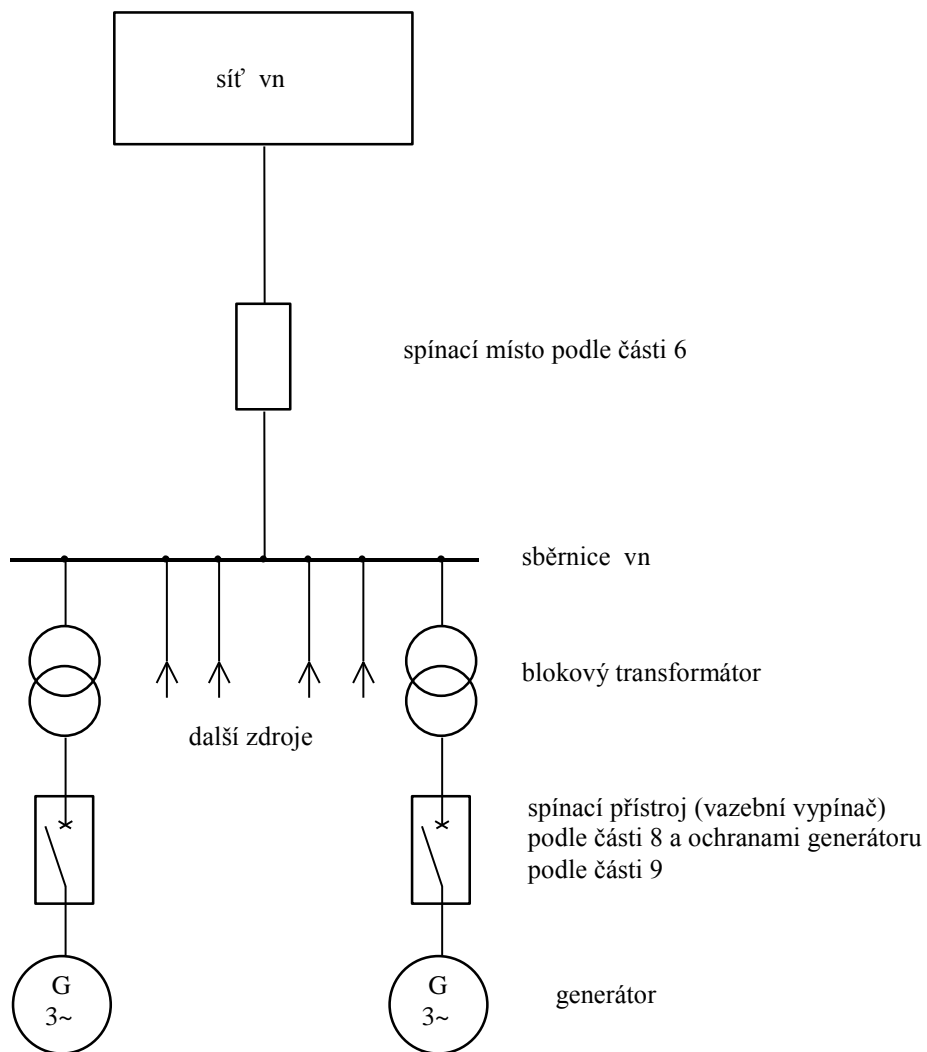 síť vn
spínací místo podle části 6
sběrnice vn
blokový transformátor
další zdroje
spínací přístroj (vazební vypínač)
podle části 8 a ochranami generátoru
podle části 9
G
3~
G
3~
generátor